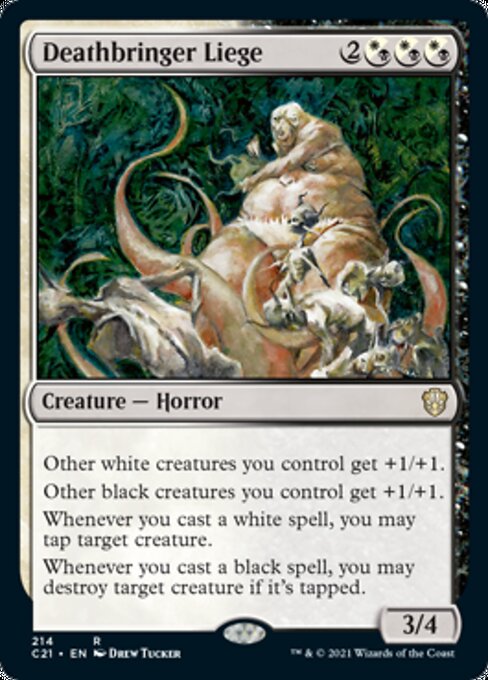 Deathbringer Liege 2
Creature — Horror
Other white creatures you control get +1/+1.
Other black creatures you control get +1/+1.
Whenever you cast a white spell, you may
tap target creature.
Whenever you cast a black spell, you may
destroy target creature if it's tapped.
3/4
214 R
C21 • EN DREW TUCKER
™ & © 2021 Wizards of the Coast